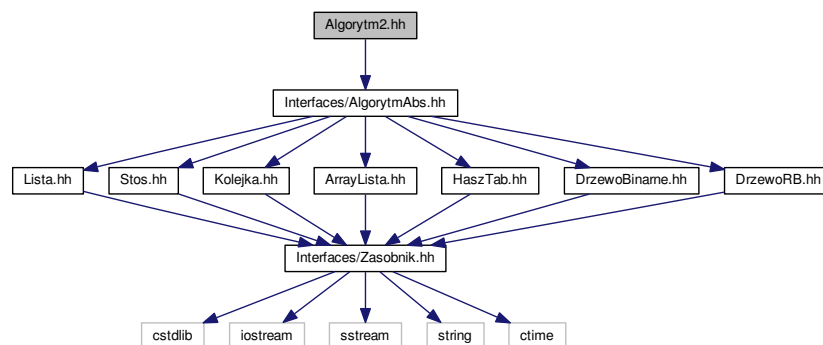 Algorytm2.hh
Interfaces/AlgorytmAbs.hh
Lista.hh
Stos.hh
Kolejka.hh
ArrayLista.hh
HaszTab.hh
DrzewoBiname.hh
DrzewoRB.hh
Interfaces/Zasobnik.hh
cstdlib
iostream
sstream
string
ctime